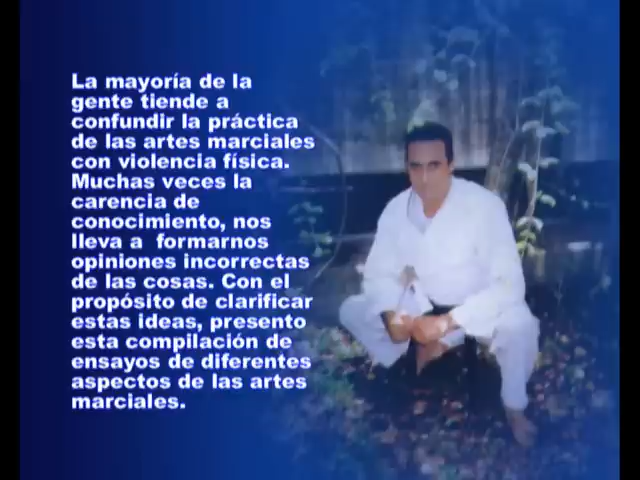 La mayoría de la
gente tiende a
confundir la práctica
de las artes marciales
con violencia física.
Muchas veces la
carencia de
conocimiento, nos
lleva a  formarnos
opiniones incorrectas
de las cosas. Con el
propósito de clarificar
estas ideas, presento
esta compilación de
ensayos de diferentes
aspectos de las artes
marciales.